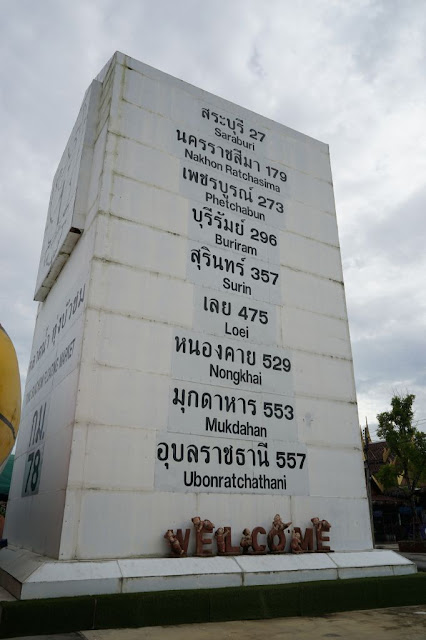 สระบุรี 27
Saraburi
นครราชสีมา 179
Nakhon Ratchasima
เพชรบูรณ์ 273
Phetchabun
บุรีรัมย์ 296
Buriram
สุรินทร์ 357
Surin
เลย 475
Loei
หนองคาย 529
Nongkhai
มุกดาหาร 553
Mukdahan
อุบลราชธานี 557
Ubonratchathani
WELCOME
MARKET
กม.
78